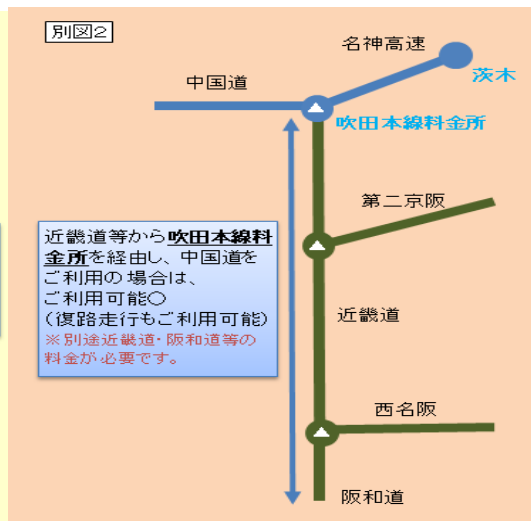 別図2
名神高速
茨木
中国道
吹田本線料金所
第二京阪
近畿道等から吹田本線料
金所を経由し、中国道を
ご利用の場合は、
ご利用可能○
(復路走行もご利用可能)
※別途近畿道・阪和道等の
料金が必要です。
近畿道
西名阪
阪和道